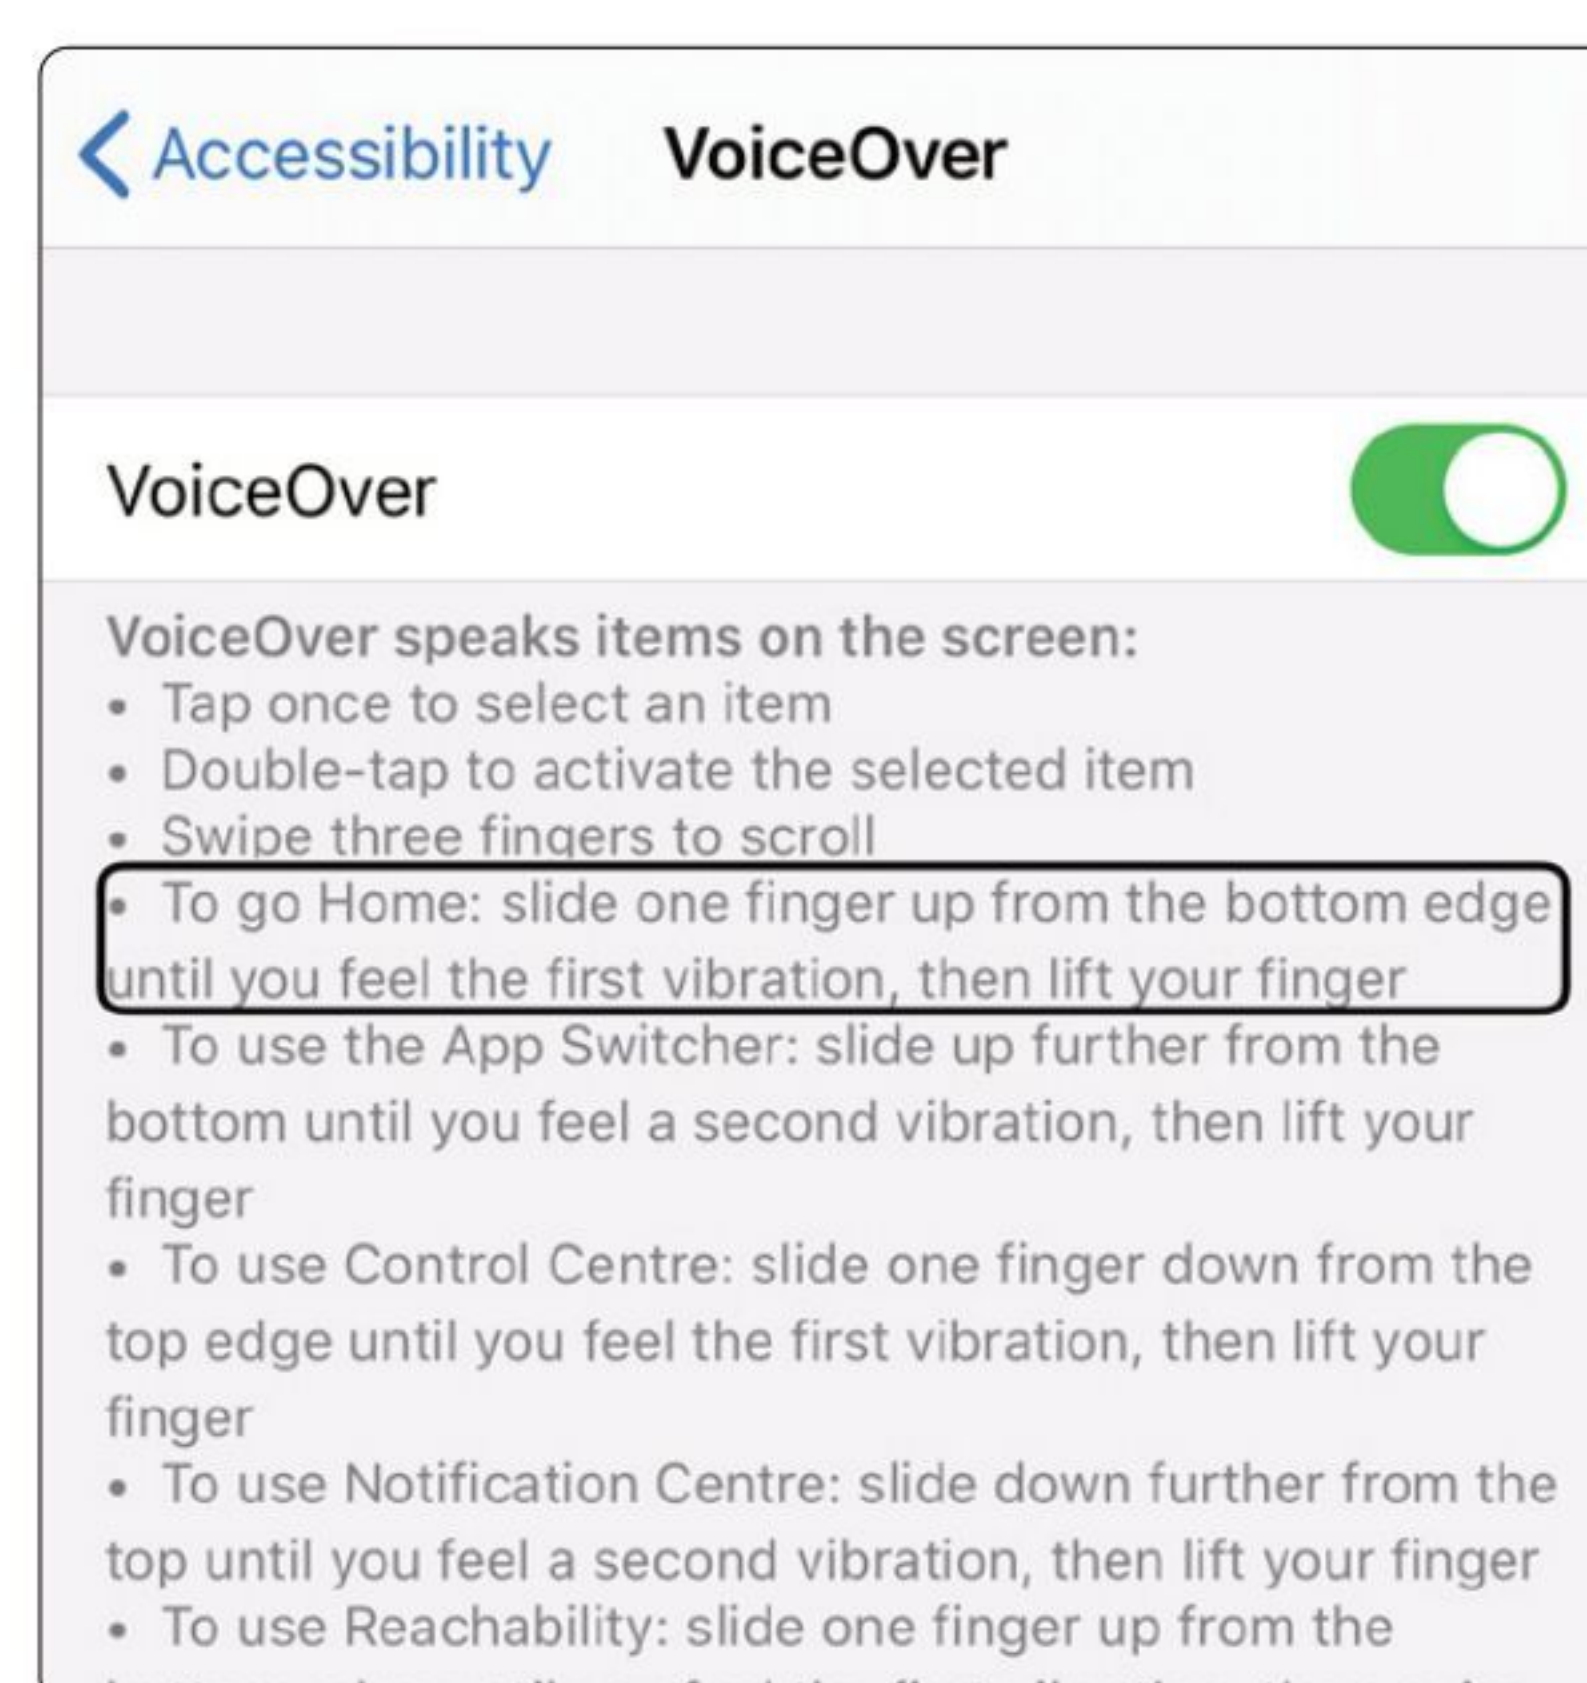 Accessibility VoiceOver
VoiceOver
VoiceOver speaks items on the screen:
• Tap once to select an item
• Double-tap to activate the selected item
• Swipe three fingers to scroll
• To go Home: slide one finger up from the bottom edge
until you feel the first vibration, then lift your finger
• To use the App Switcher: slide up further from the
bottom until you feel a second vibration, then lift your
finger
• To use Control Centre: slide one finger down from the
top edge until you feel the first vibration, then lift your
finger
• To use Notification Centre: slide down further from the
top until you feel a second vibration, then lift your finger
• To use Reachability: slide one finger up from the